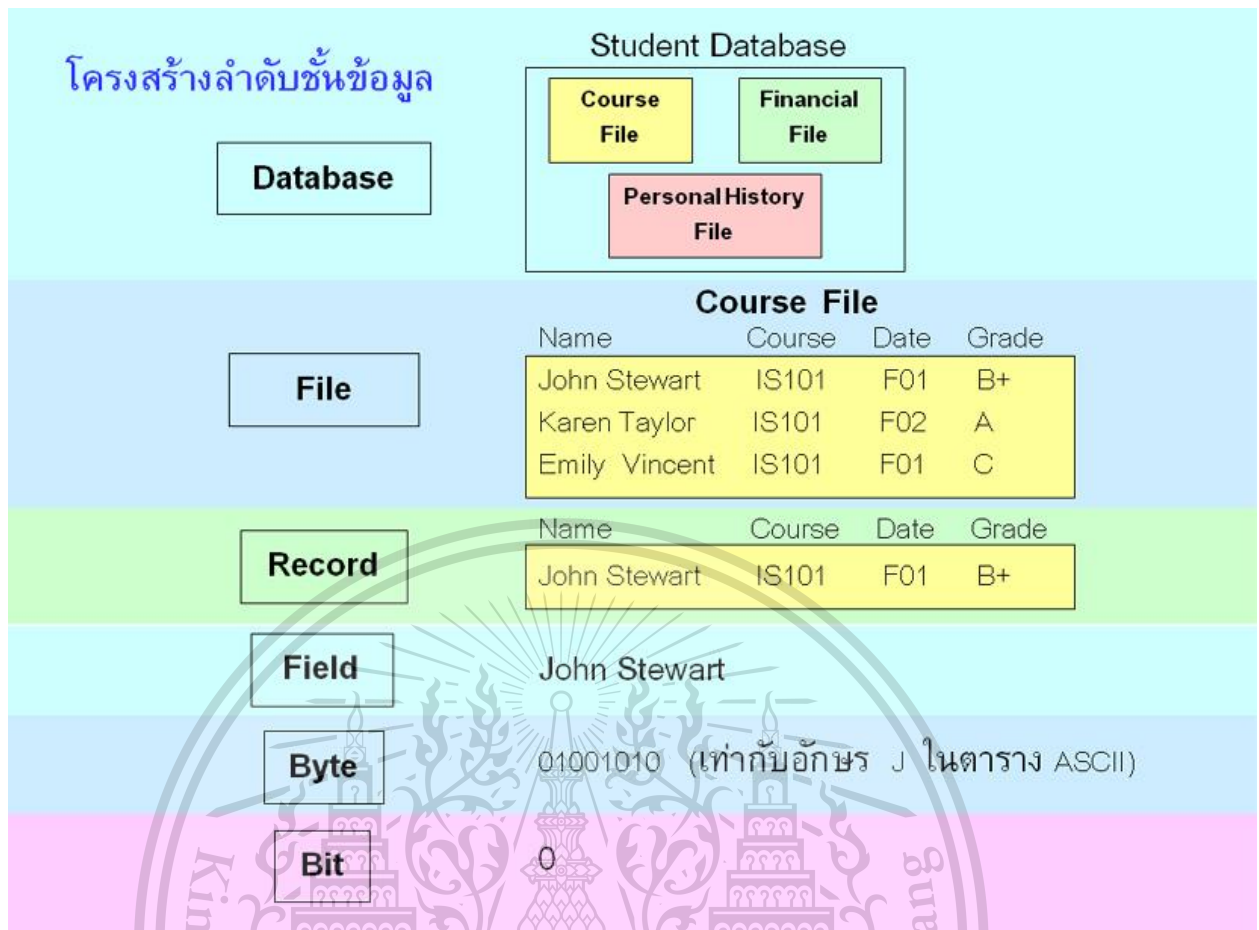 โครงสร้างลำดับชั้นข้อมูล
Student Database
Course
File
Financial
File
Personal History
File
Database
Course File
Name Course Date Grade
File
John Stewart IS101 F01 B+
Karen Taylor IS101 F02 A
Emily Vincent IS101 F01 C
Record
Name Course Date Grade
John Stewart IS101 F01 B+
Field
John Stewart
Byte
01001010 (เท่ากับอักษร J ในตาราง ASCII)
Bit
0